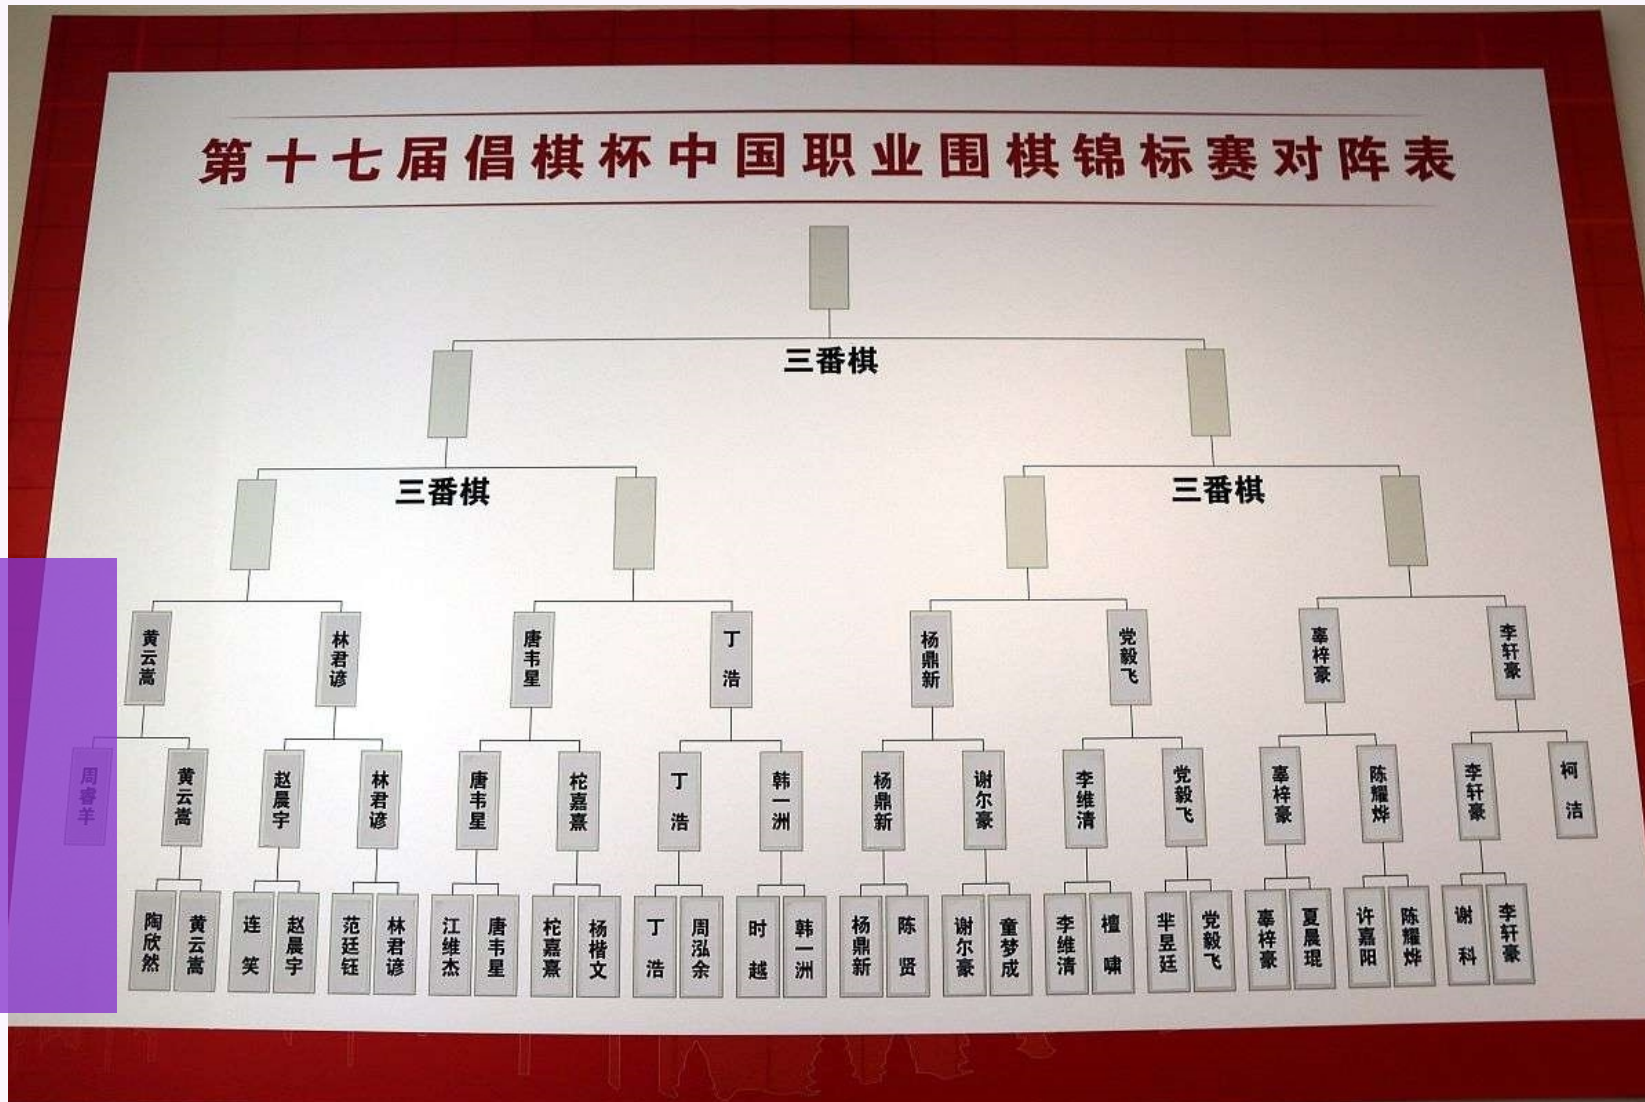 第十七届倡棋杯中国职业围棋锦标赛对阵表
三番棋
三番棋 三番棋
黄云嵩 林君谚 唐韦星 丁浩 杨鼎新 党毅飞 辜梓豪 李轩豪
周睿羊 黄云嵩 赵晨宇 林君谚 唐韦星 柁嘉熹 丁浩 韩一洲 杨鼎新 谢尔豪 李维清 党毅飞 辜梓豪 陈耀烨 李轩豪 柯洁
陶欣然 黄云嵩 连笑 赵晨宇 范廷钰 林君谚 江维杰 唐韦星 柁嘉熹 杨楷文 丁浩 周泓余 时越 韩一洲 杨鼎新 陈贤 谢尔豪 童梦成 李维清 檀啸 芈昱廷 党毅飞 辜梓豪 夏晨琨 许嘉阳 陈耀烨 谢科 李轩豪